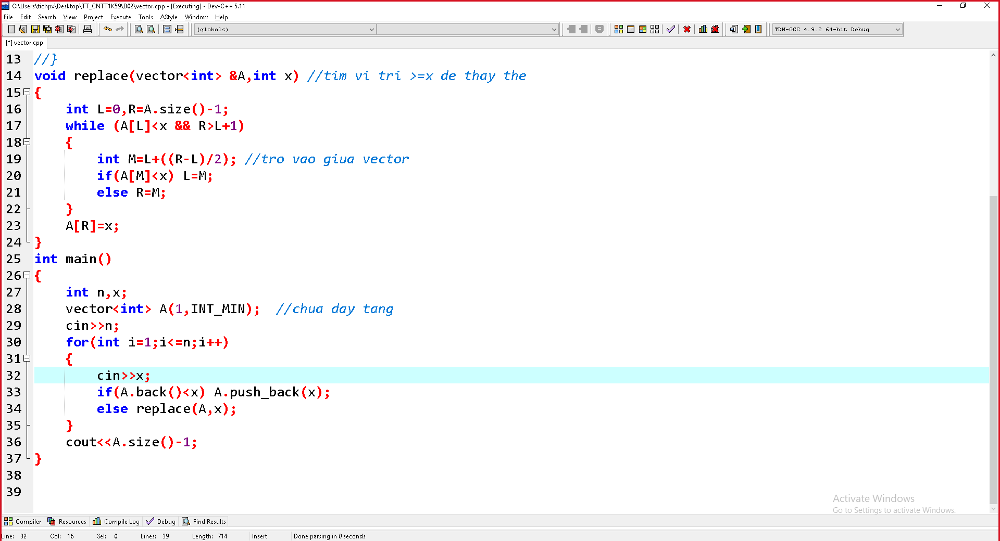 C:\Users\tichpx\Desktop\TT_CNTT1K59\B02\vector.cpp - [Executing] - Dev-C++ 5.11
File Edit Search View Project Execute Tools AStyle Window Help
(globals)
TDM-GCC 4.9.2 64-bit Debug
[*] vector.cpp
13 //}
14 void replace(vector<int> &A,int x) //tim vi tri >=x de thay the
15 {
16 int L=0,R=A.size()-1;
17 while (A[L]<x && R>L+1)
18 {
19 int M=L+((R-L)/2); //tro vao giua vector
20 if(A[M]<x) L=M;
21 else R=M;
22 }
23 A[R]=x;
24 }
25 int main()
26 {
27 int n,x;
28 vector<int> A(1,INT_MIN); //chua day tang
29 cin>>n;
30 for(int i=1;i<=n;i++)
31 {
32 cin>>x;
33 if(A.back()<x) A.push_back(x);
34 else replace(A,x);
35 }
36 cout<<A.size()-1;
37 }
38
39
Activate Windows
Go to Settings to activate Windows.
Compiler Resources Compile Log Debug Find Results
Line: 32 Col: 16 Sel: 0 Lines: 39 Length: 714 Insert Done parsing in 0 seconds